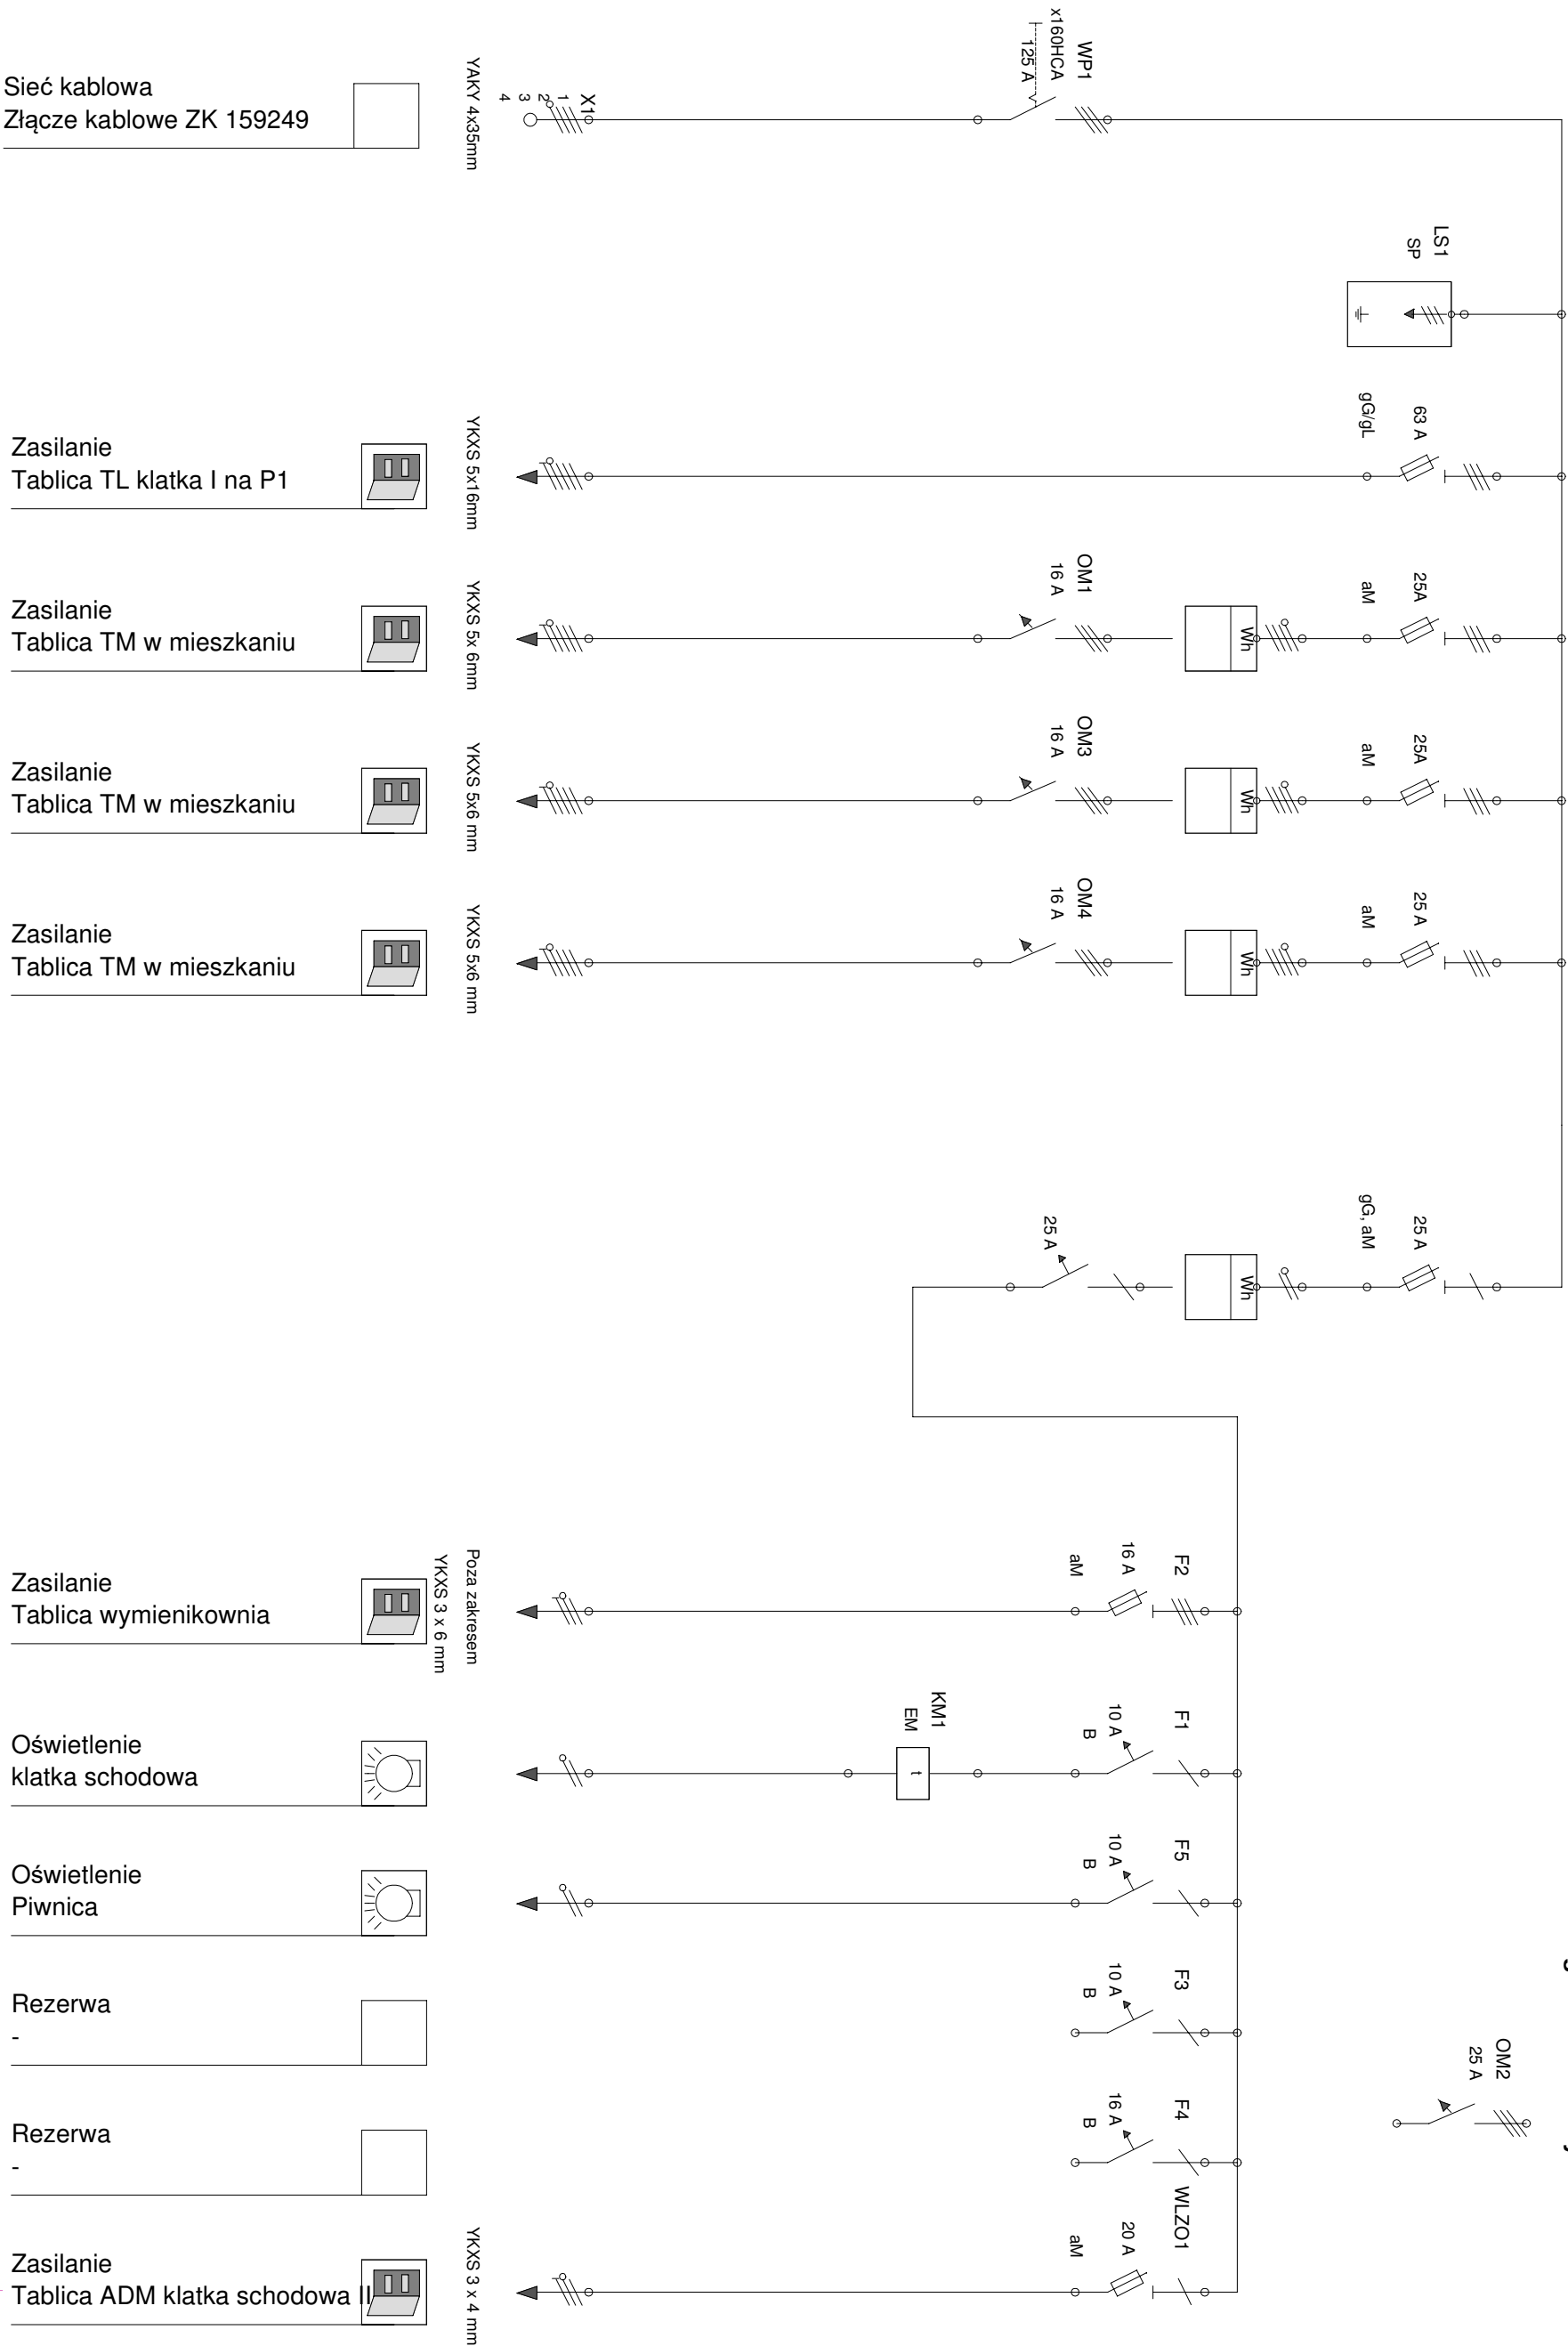 Sieć kablowa
Złącze kablowe ZK 159249
YAKY 4x35mm
X1
1
2
3
4
WP1
x160HCA
125 A
LS1
SP
Zasilanie
Tablica TL klatka I na P1
YKXS 5x16mm
63 A
gG/gL
Zasilanie
Tablica TM w mieszkaniu
YKXS 5x 6mm
OM1
16 A
Wh
25A
aM
Zasilanie
Tablica TM w mieszkaniu
YKXS 5x6 mm
OM3
16 A
Wh
25A
aM
Zasilanie
Tablica TM w mieszkaniu
YKXS 5x6 mm
OM4
16 A
Wh
25 A
aM
25 A
Wh
25 A
gG, aM
Zasilanie
Tablica wymienikownia
Poza zakresem
YKXS 3 x 6 mm
F2
16 A
aM
Oświetlenie
klatka schodowa
KM1
EM
t
F1
10 A
B
Oświetlenie
Piwnica
F5
10 A
B
Rezerwa
-
F3
10 A
B
OM2
25 A
Rezerwa
-
F4
16 A
B
Zasilanie
Tablica ADM klatka schodowa II
YKXS 3 x 4 mm
WLZO1
20 A
aM